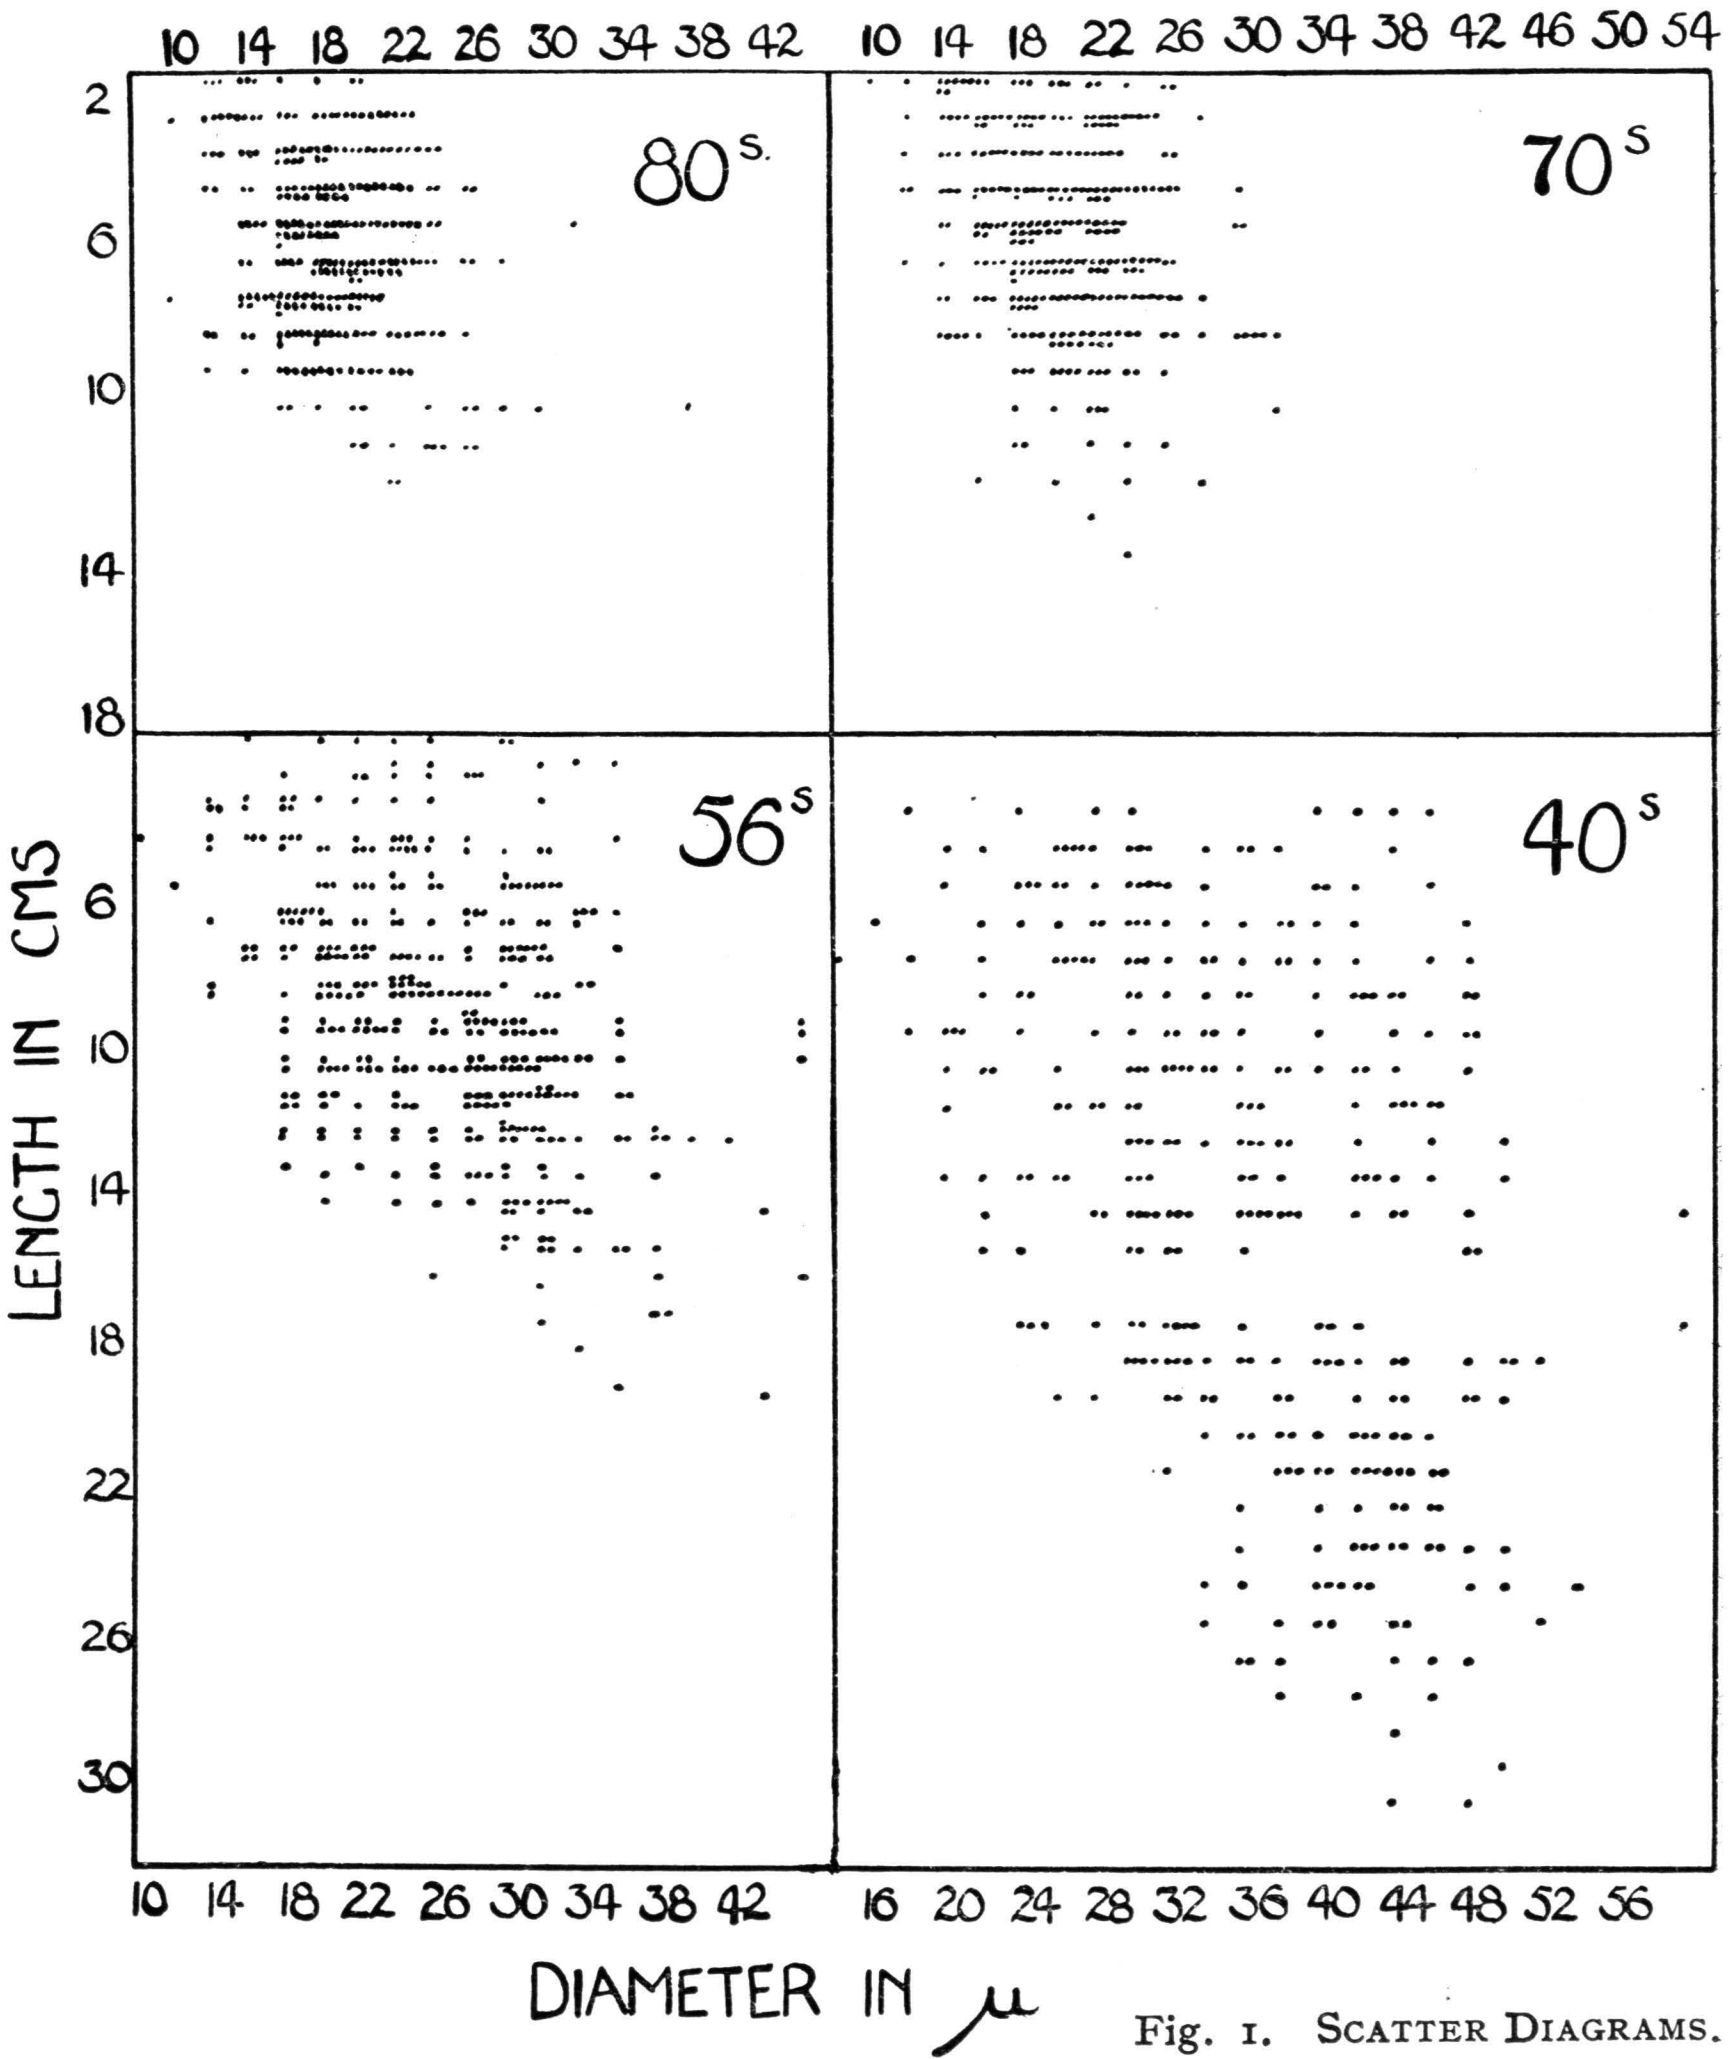 10 14 18 22 26 30 34 38 42 10 14 18 22 26 30 34 38 42 46 50 54
2
80s.
70s
6
10
14
18
56s
40s
6
10
14
18
22
26
30
LENGTH IN CMS
10 14 18 22 26 30 34 38 42 16 20 24 28 32 36 40 44 48 52 56
DIAMETER IN µ
Fig. 1. SCATTER DIAGRAMS.